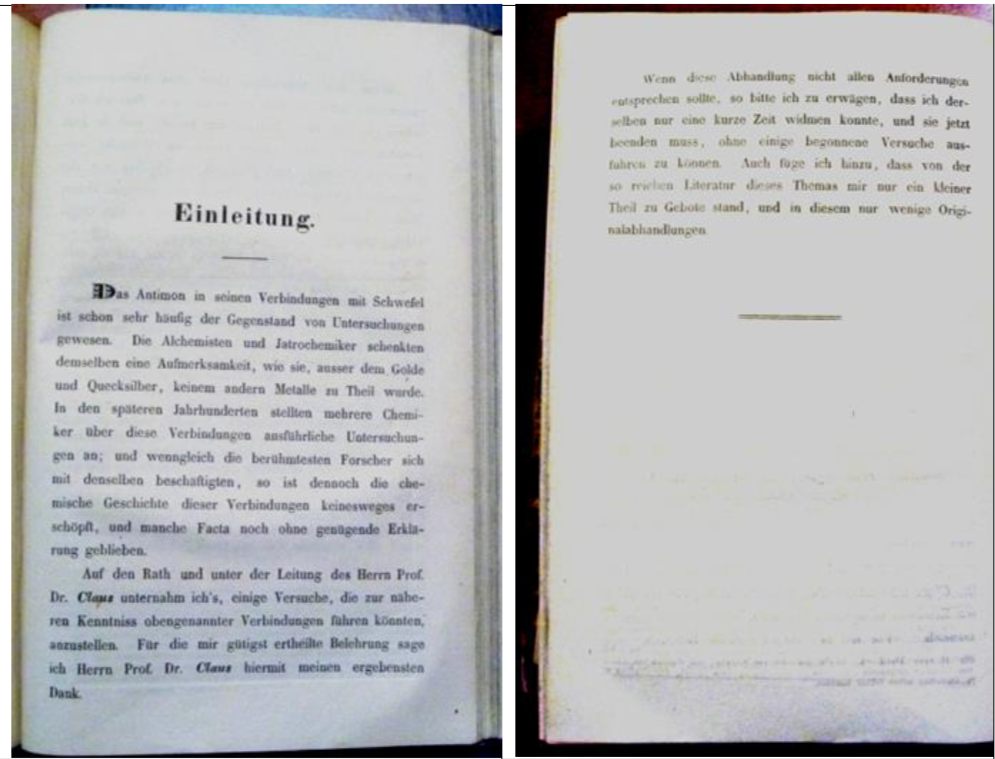 Einleitung.
Das Antimon in seinen Verbindungen mit Schwefel
ist schon sehr häufig der Gegenstand von Untersuchungen
gewesen. Die Alchemisten und Jatrochemiker schenkten
demselben eine Aufmerksamkeit, wie sie, ausser dem Golde
und Quecksilber, keinem andern Metalle zu Theil wurde.
In den späteren Jahrhunderten stellten mehrere Chemi-
ker über diese Verbindungen ausführliche Untersuchun-
gen an; und wenngleich die berühmtesten Forscher sich
mit denselben beschäftigten, so ist dennoch die che-
mische Geschichte dieser Verbindungen keinesweges er-
schöpft, und manche Facta noch ohne genügende Erklä-
rung geblieben.
Auf den Rath und unter der Leitung des Herrn Prof.
Dr. Claus unternahm ich's, einige Versuche, die zur nähe-
ren Kenntniss obengenannter Verbindungen führen könnten,
anzustellen. Für die mir gütigst ertheilte Belehrung sage
ich Herrn Prof. Dr. Claus hiermit meinen ergebensten
Dank.
Wenn diese Abhandlung nicht allen Anforderungen
entsprechen sollte, so bitte ich zu erwägen, dass ich der-
selben nur eine kurze Zeit widmen konnte, und sie jetzt
beenden muss, ohne einige begonnene Versuche aus-
führen zu können. Auch füge ich hinzu, dass von der
so reichen Literatur dieses Themas mir nur ein kleiner
Theil zu Gebote stand, und in diesem nur wenige Origi-
nalabhandlungen